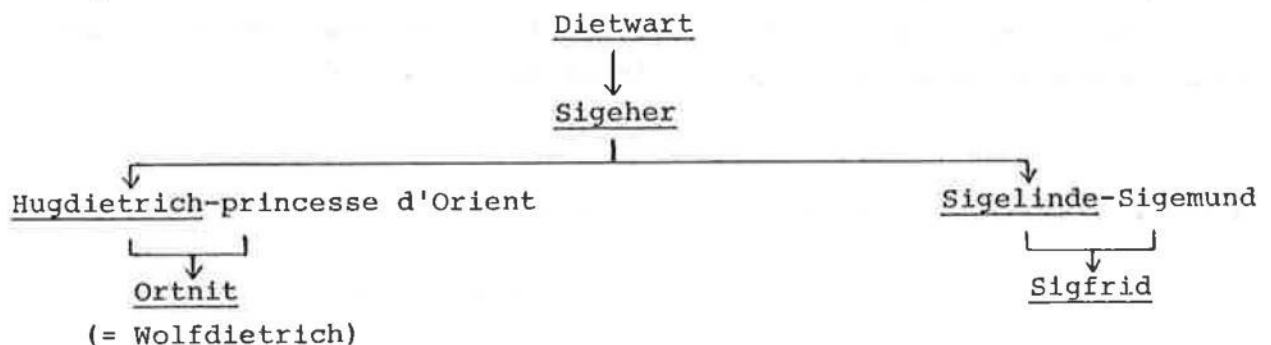 Dietwart
Sigeher
Hugdietrich-princesse d'Orient Sigelinde-Sigemund
Ortnit Sigfrid
(= Wolfdietrich)